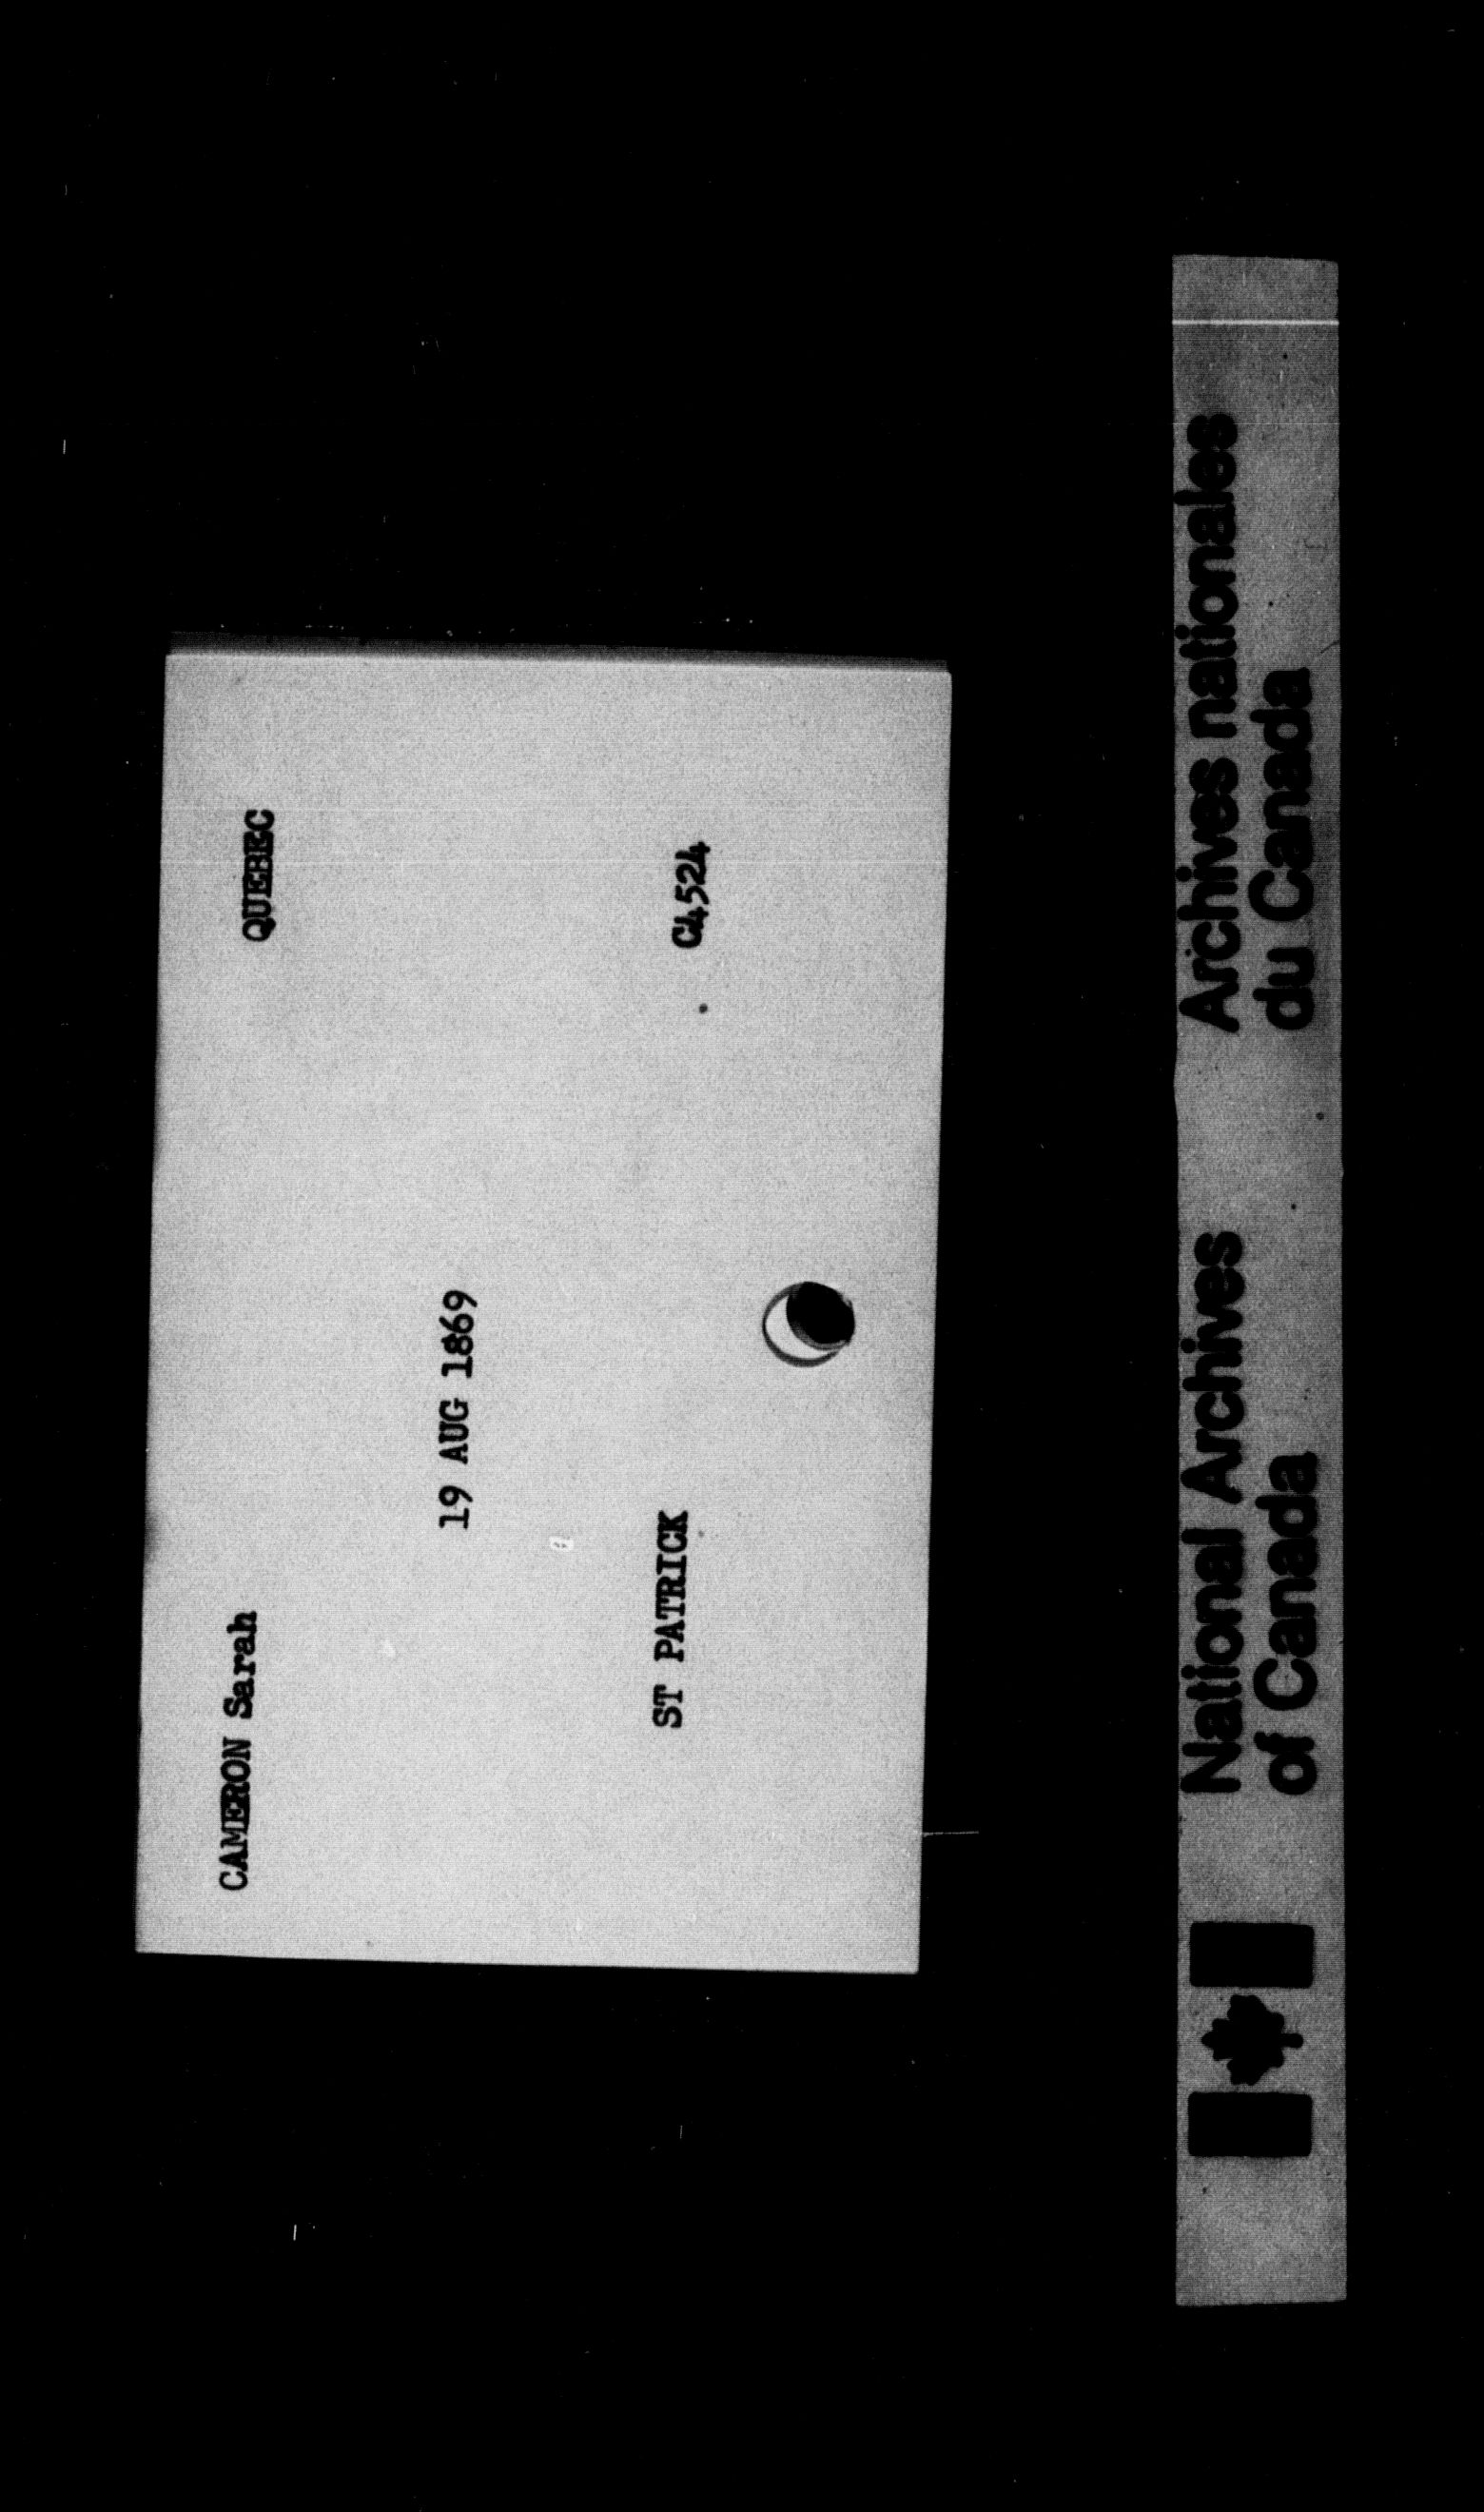 CAMERON Sarah QUEBEC
19 AUG 1869
ST PATRICK C4524
National Archives
of Canada
Archives nationales
du Canada